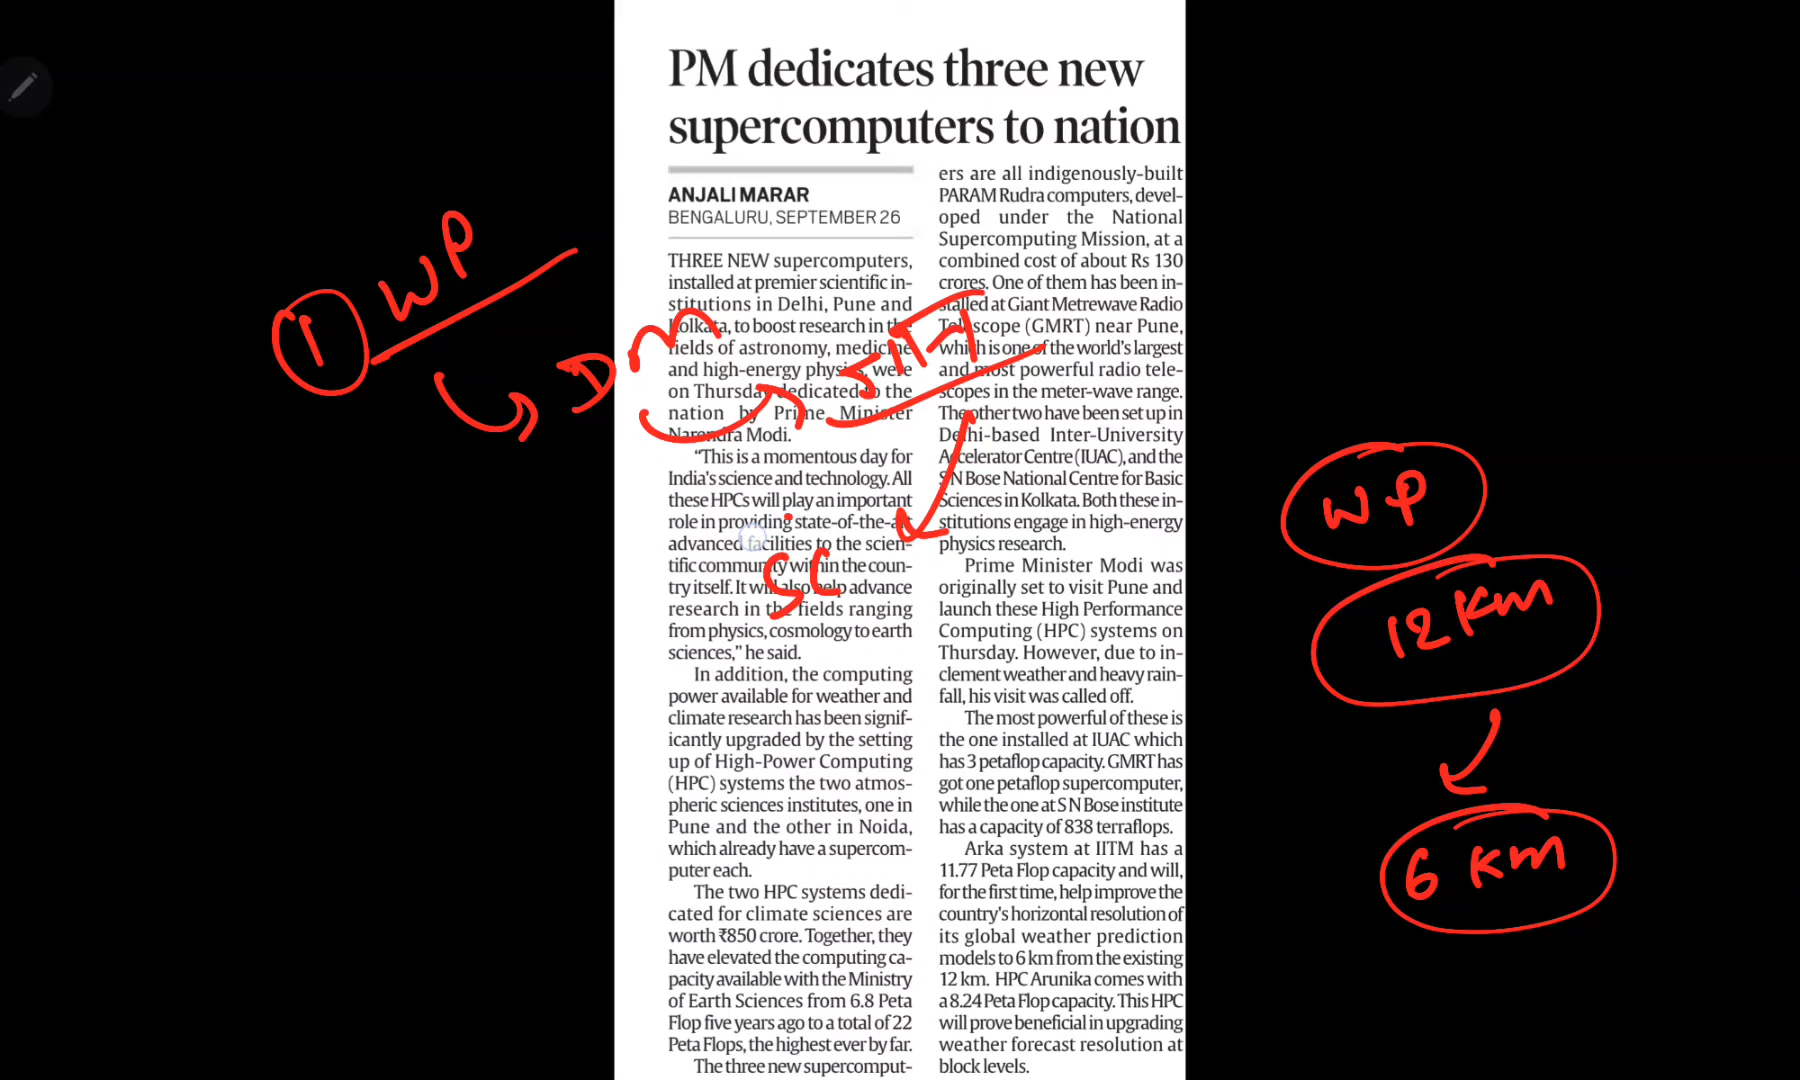 PM dedicates three new
supercomputers to nation
ANJALI MARAR
BENGALURU, SEPTEMBER 26
THREE NEW supercomputers,
installed at premier scientific in-
stitutions in Delhi, Pune and
Kolkata, to boost research in the
fields of astronomy, medicine
and high-energy physics, were
on Thursday dedicated to the
nation by Prime Minister
Narendra Modi.
“This is a momentous day for
India's science and technology. All
these HPCs will play an important
role in providing state-of-the-art
advanced facilities to the scien-
tific community within the coun-
try itself. It will also help advance
research in the fields ranging
from physics, cosmology to earth
sciences,” he said.
In addition, the computing
power available for weather and
climate research has been signif-
icantly upgraded by the setting
up of High-Power Computing
(HPC) systems the two atmos-
pheric sciences institutes, one in
Pune and the other in Noida,
which already have a supercom-
puter each.
The two HPC systems dedi-
cated for climate sciences are
worth ₹850 crore. Together, they
have elevated the computing ca-
pacity available with the Ministry
of Earth Sciences from 6.8 Peta
Flop five years ago to a total of 22
Peta Flops, the highest ever by far.
The three new supercomput-
ers are all indigenously-built
PARAM Rudra computers, devel-
oped under the National
Supercomputing Mission, at a
combined cost of about Rs 130
crores. One of them has been in-
stalled at Giant Metrewave Radio
Telescope (GMRT) near Pune,
which is one of the world's largest
and most powerful radio tele-
scopes in the meter-wave range.
The other two have been set up in
Delhi-based Inter-University
Accelerator Centre (IUAC), and the
S N Bose National Centre for Basic
Sciences in Kolkata. Both these in-
stitutions engage in high-energy
physics research.
Prime Minister Modi was
originally set to visit Pune and
launch these High Performance
Computing (HPC) systems on
Thursday. However, due to in-
clement weather and heavy rain-
fall, his visit was called off.
The most powerful of these is
the one installed at IUAC which
has 3 petaflop capacity. GMRT has
got one petaflop supercomputer,
while the one at S N Bose institute
has a capacity of 838 terraflops.
Arka system at IITM has a
11.77 Peta Flop capacity and will,
for the first time, help improve the
country's horizontal resolution of
its global weather prediction
models to 6 km from the existing
12 km. HPC Arunika comes with
a 8.24 Peta Flop capacity. This HPC
will prove beneficial in upgrading
weather forecast resolution at
block levels.
1 WP
Dm
SC
WP
12 Km
6 Km